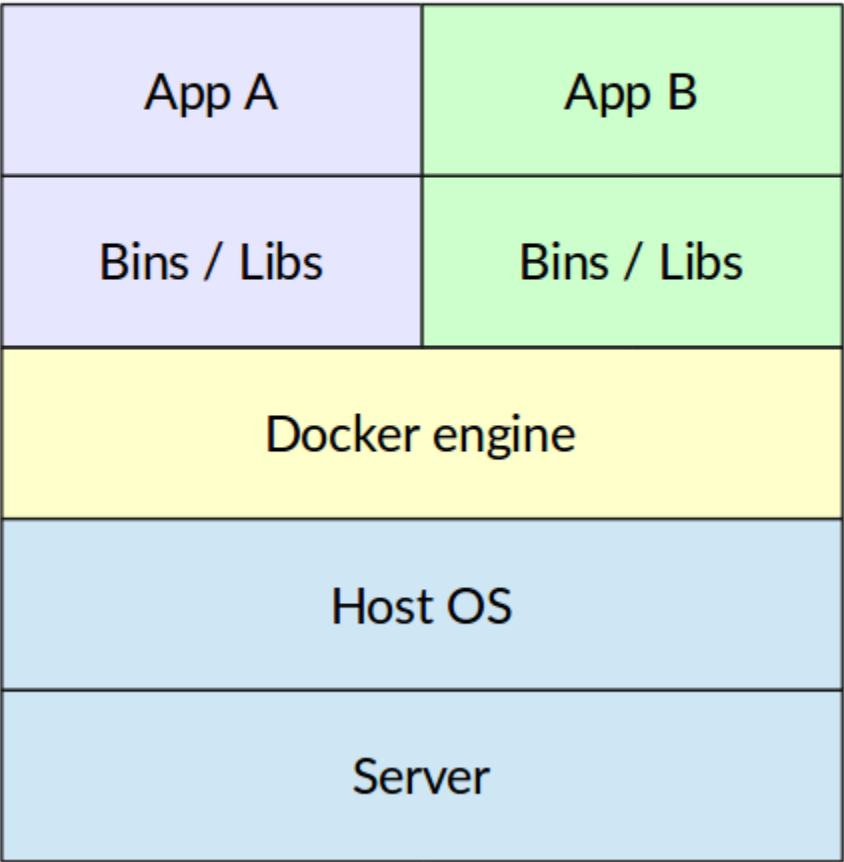 App A
App B
Bins / Libs
Bins / Libs
Docker engine
Host OS
Server